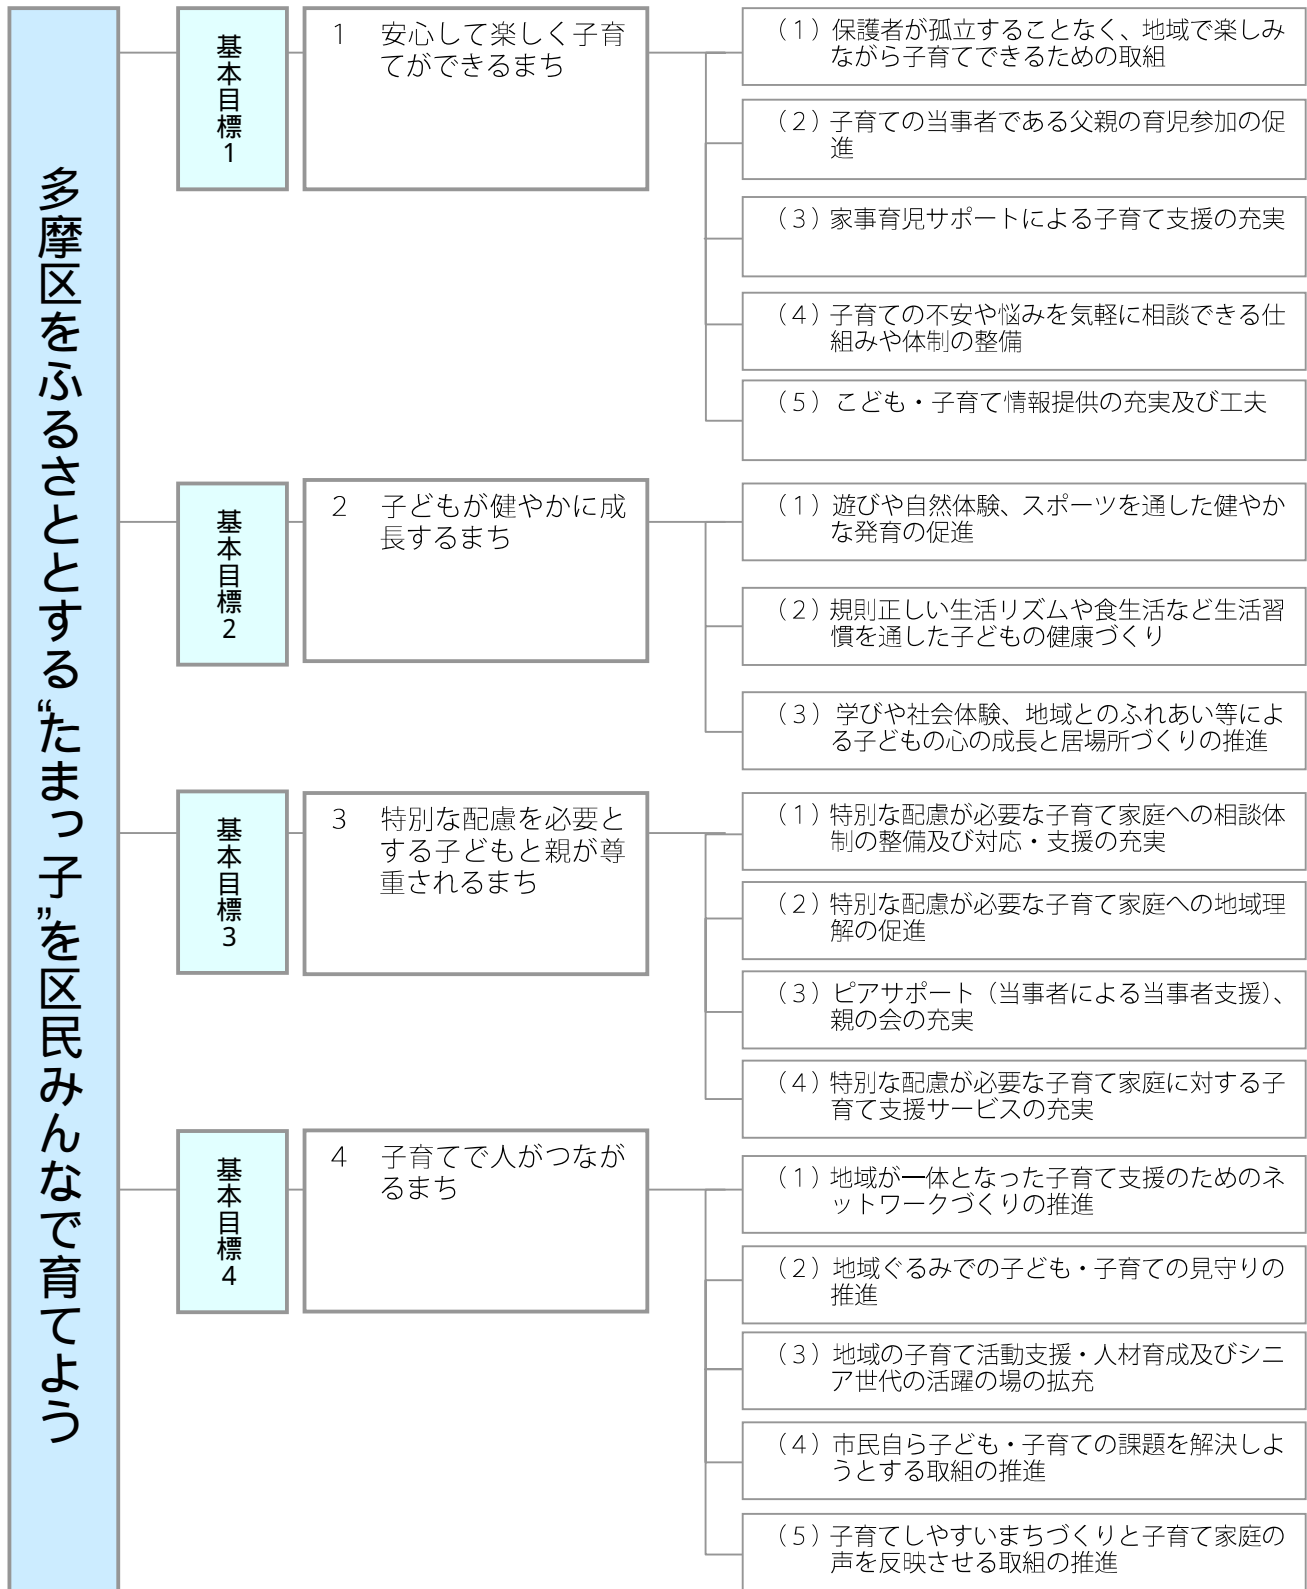 多摩区をふるさととする“たまっ子”を区民みんなで育てよう
基本目標1
1 安心して楽しく子育
てができるまち
（1）保護者が孤立することなく、地域で楽しみ
ながら子育てできるための取組
（2）子育ての当事者である父親の育児参加の促
進
（3）家事育児サポートによる子育て支援の充実
（4）子育ての不安や悩みを気軽に相談できる仕
組みや体制の整備
（5）こども・子育て情報提供の充実及び工夫
基本目標2
2 子どもが健やかに成
長するまち
（1）遊びや自然体験、スポーツを通した健やか
な発育の促進
（2）規則正しい生活リズムや食生活など生活習
慣を通した子どもの健康づくり
（3）学びや社会体験、地域とのふれあい等によ
る子どもの心の成長と居場所づくりの推進
基本目標3
3 特別な配慮を必要と
する子どもと親が尊
重されるまち
（1）特別な配慮が必要な子育て家庭への相談体
制の整備及び対応・支援の充実
（2）特別な配慮が必要な子育て家庭への地域理
解の促進
（3）ピアサポート（当事者による当事者支援）、
親の会の充実
（4）特別な配慮が必要な子育て家庭に対する子
育て支援サービスの充実
基本目標4
4 子育てで人がつなが
るまち
（1）地域が一体となった子育て支援のためのネ
ットワークづくりの推進
（2）地域ぐるみでの子ども・子育ての見守りの
推進
（3）地域の子育て活動支援・人材育成及びシニ
ア世代の活躍の場の拡充
（4）市民自ら子ども・子育ての課題を解決しよ
うとする取組の推進
（5）子育てしやすいまちづくりと子育て家庭の
声を反映させる取組の推進